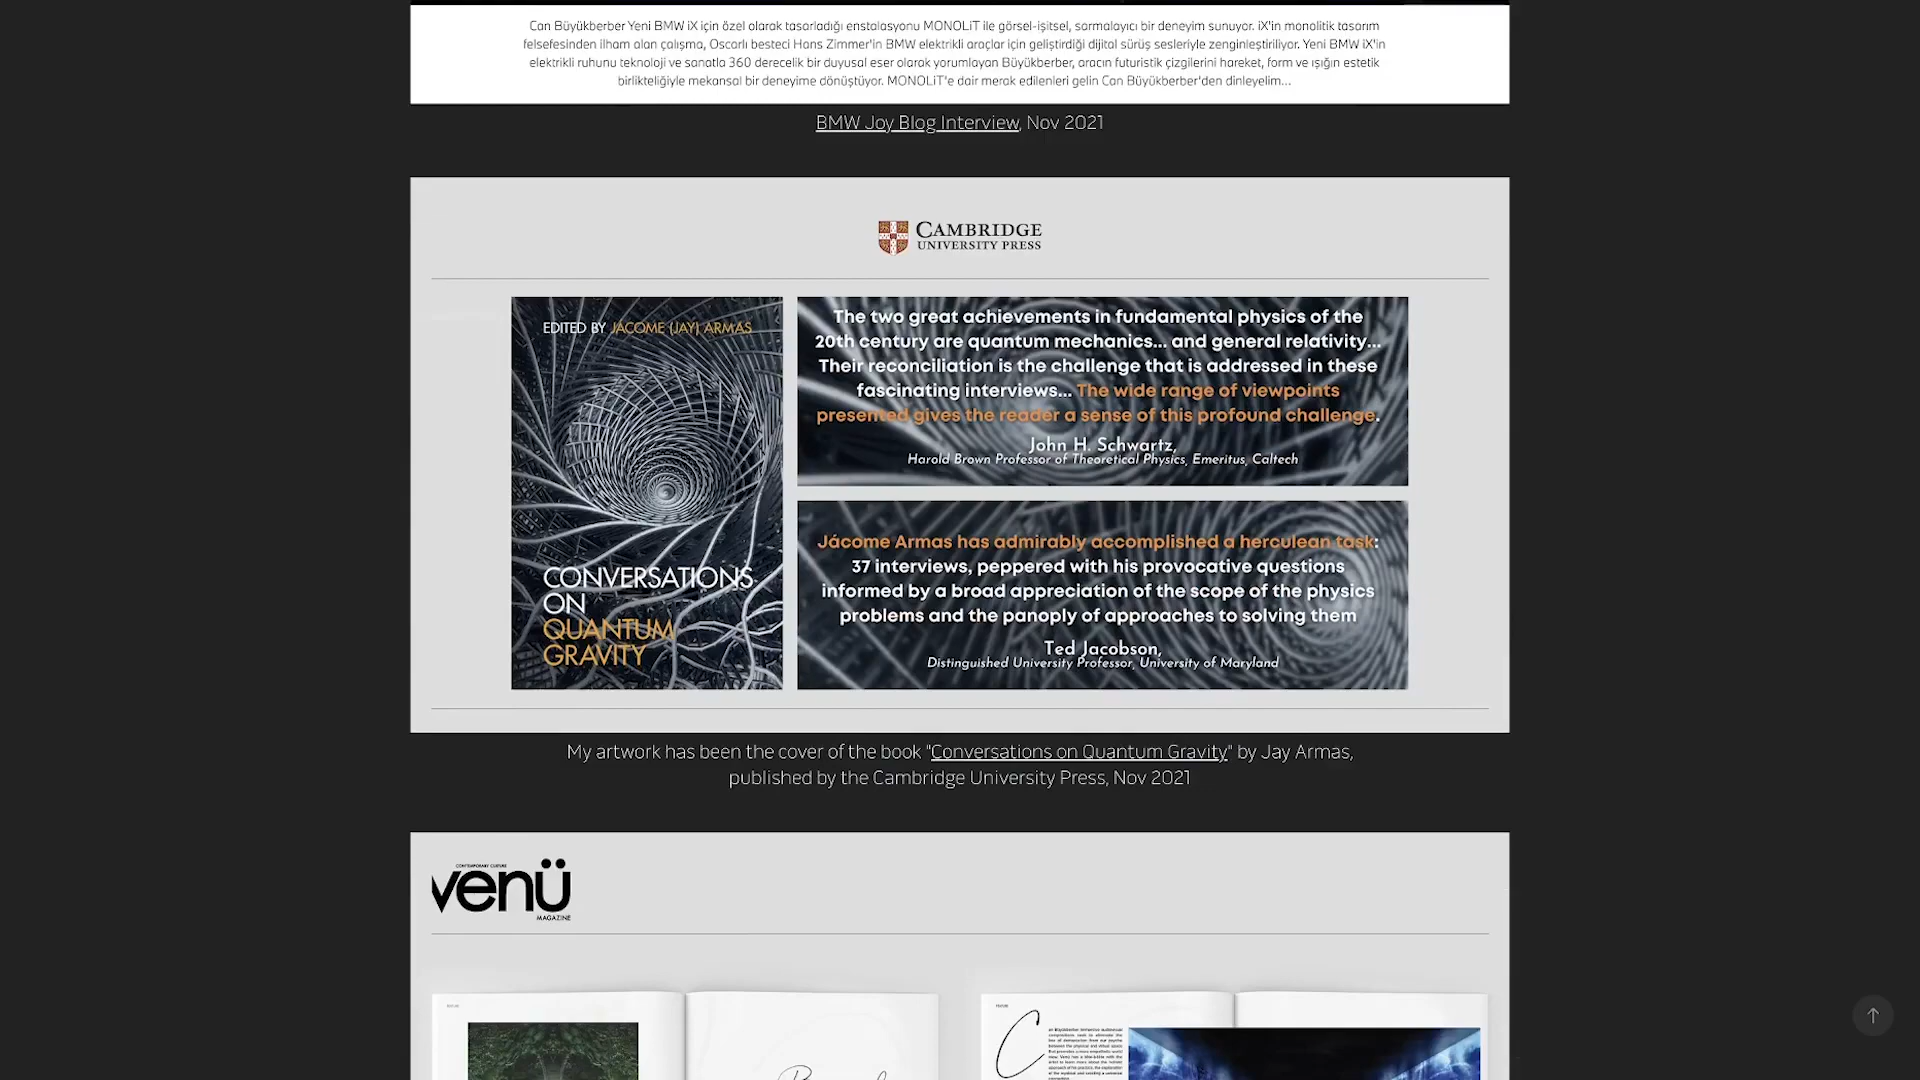 Can Büyükberber Yeni BMW iX için özel olarak tasarladığı enstalasyonu MONOLiT ile görsel-işitsel, sarmalayıcı bir deneyim sunuyor. iX'in monolitik tasarım
felsefesinden ilham alan çalışma, Oscarlı besteci Hans Zimmer'in BMW elektrikli araçlar için geliştirdiği dijital sürüş sesleriyle zenginleştiriliyor. Yeni BMW iX'in
elektrikli ruhunu teknoloji ve sanatla 360 derecelik bir duyusal eser olarak yorumlayan Büyükberber, aracın futuristik çizgilerini hareket, form ve ışığın estetik
birlikteliğiyle mekansal bir deneyime dönüştüyor. MONOLiT'e dair merak edilenleri gelin Can Büyükberber'den dinleyelim...
BMW Joy Blog Interview, Nov 2021
CAMBRIDGE
UNIVERSITY PRESS
EDITED BY JÁCOME (JAY) ARMAS
CONVERSATIONS
ON
QUANTUM
GRAVITY
The two great achievements in fundamental physics of the
20th century are quantum mechanics... and general relativity...
Their reconciliation is the challenge that is addressed in these
fascinating interviews... The wide range of viewpoints
presented gives the reader a sense of this profound challenge.
John H. Schwartz,
Harold Brown Professor of Theoretical Physics, Emeritus, Caltech
Jácome Armas has admirably accomplished a herculean task:
37 interviews, peppered with his provocative questions
informed by a broad appreciation of the scope of the physics
problems and the panoply of approaches to solving them
Ted Jacobson,
Distinguished University Professor, University of Maryland
My artwork has been the cover of the book "Conversations on Quantum Gravity" by Jay Armas,
published by the Cambridge University Press, Nov 2021
CONTEMPORARY CULTURE
venü
MAGAZINE